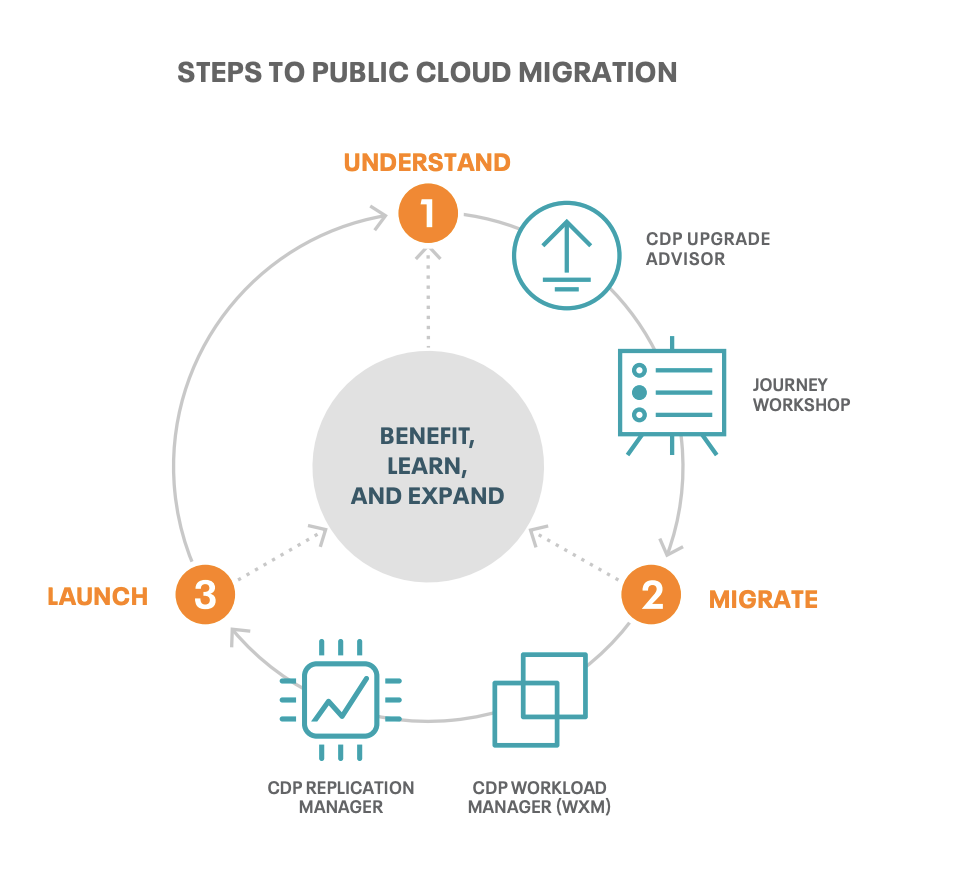 STEPS TO PUBLIC CLOUD MIGRATION
UNDERSTAND
1
CDP UPGRADE
ADVISOR
JOURNEY
WORKSHOP
BENEFIT,
LEARN,
AND EXPAND
LAUNCH
3
2
MIGRATE
CDP REPLICATION
MANAGER
CDP WORKLOAD
MANAGER (WXM)